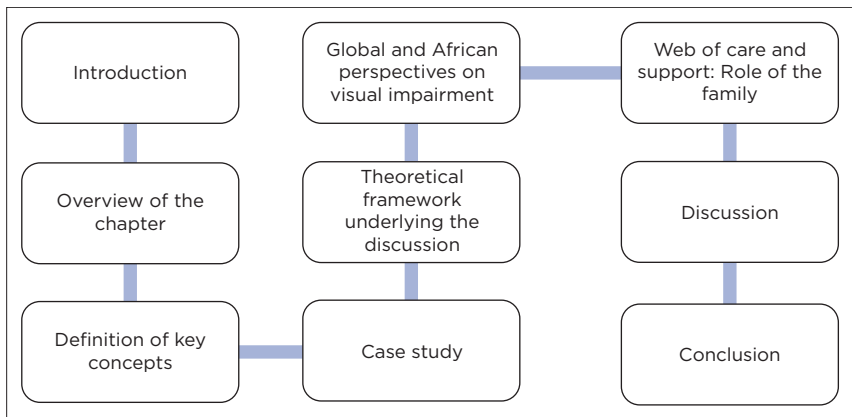 Introduction
Overview of the
chapter
Definition of key
concepts
Case study
Theoretical
framework
underlying the
discussion
Global and African
perspectives on
visual impairment
Web of care and
support: Role of the
family
Discussion
Conclusion